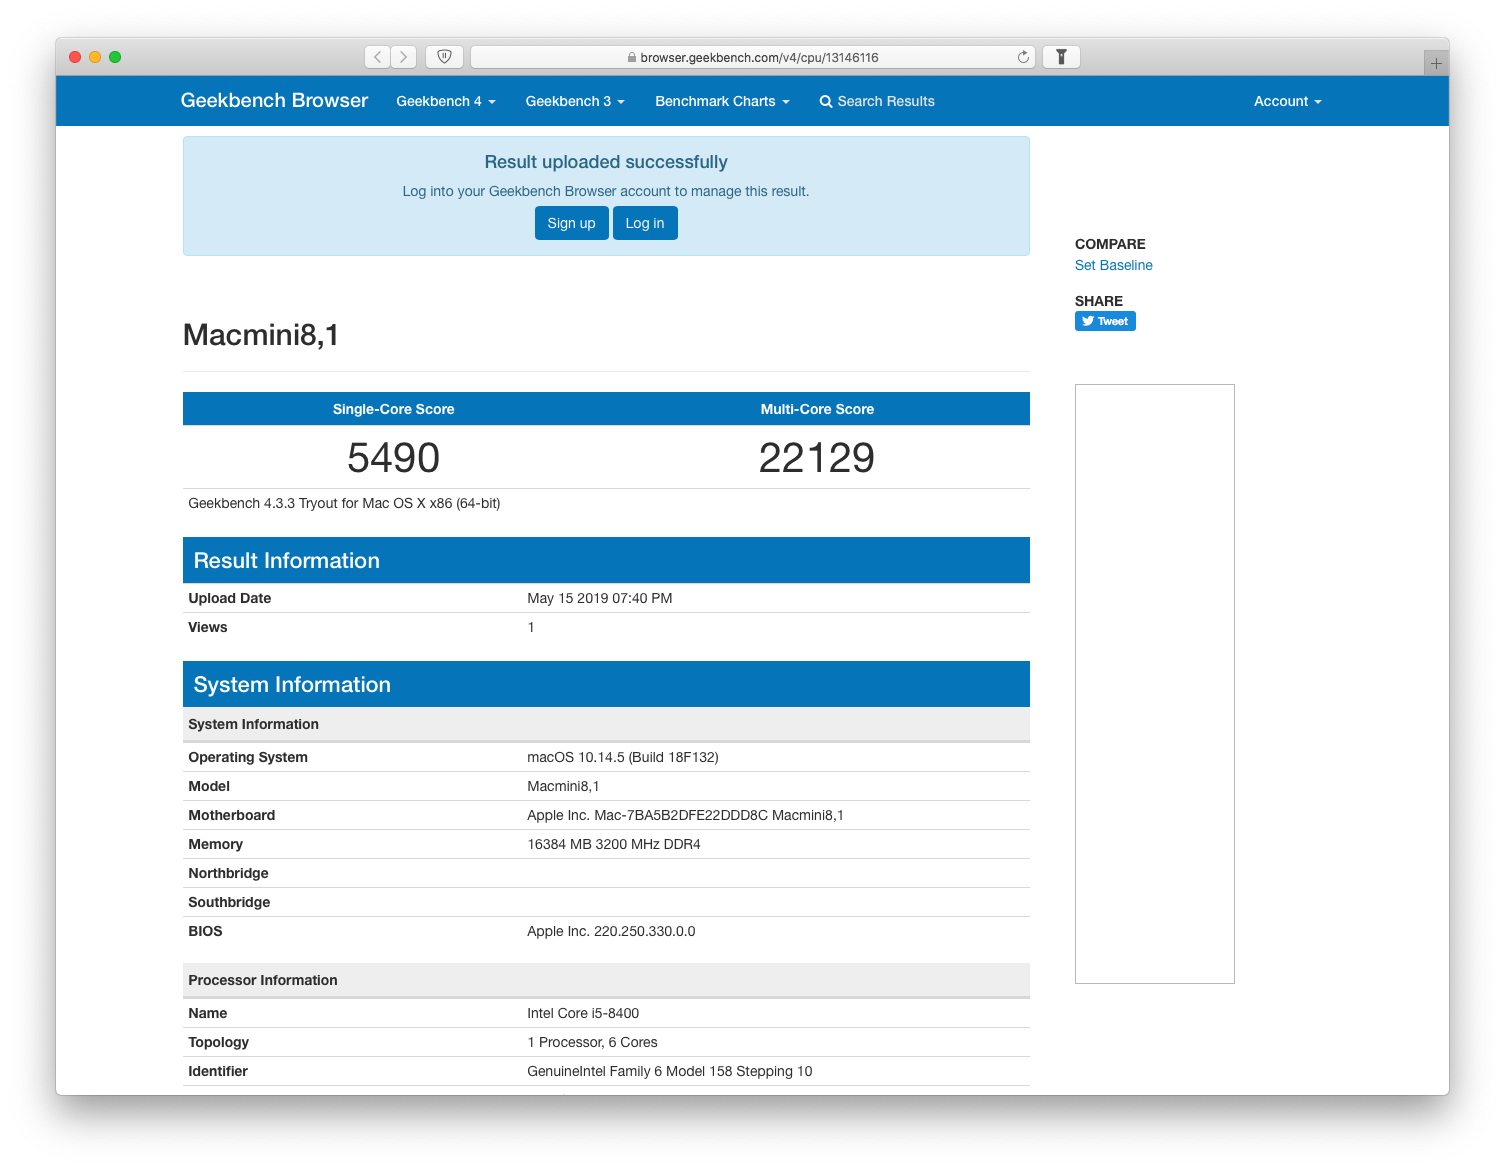 browser.geekbench.com/v4/cpu/13146116
Geekbench Browser Geekbench 4 Geekbench 3 Benchmark Charts Search Results Account
Result uploaded successfully
Log into your Geekbench Browser account to manage this result.
Sign up Log in
COMPARE
Set Baseline
SHARE
Tweet
Macmini8,1
Single-Core Score Multi-Core Score
5490 22129
Geekbench 4.3.3 Tryout for Mac OS X x86 (64-bit)
Result Information
Upload Date May 15 2019 07:40 PM
Views 1
System Information
System Information
Operating System macOS 10.14.5 (Build 18F132)
Model Macmini8,1
Motherboard Apple Inc. Mac-7BA5B2DFE22DDD8C Macmini8,1
Memory 16384 MB 3200 MHz DDR4
Northbridge
Southbridge
BIOS Apple Inc. 220.250.330.0.0
Processor Information
Name Intel Core i5-8400
Topology 1 Processor, 6 Cores
Identifier GenuineIntel Family 6 Model 158 Stepping 10